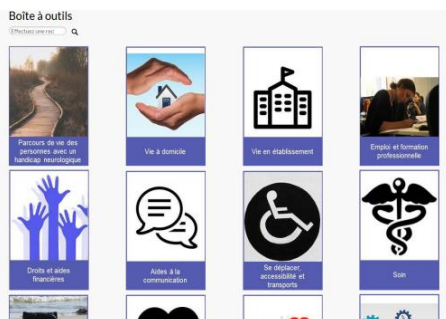 Boîte à outils
Effectuez une rec
Parcours de vie des
personnes avec un
handicap neurologique
Vie à domicile
Vie en établissement
Emploi et formation
professionnelle
Droits et aides
financières
Aides à la
communication
Se déplacer,
accessibilité et
transports
Soin